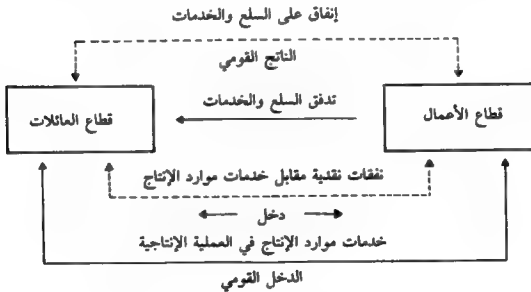 إنفاق على السلع والخدمات
الناتج القومي
قطاع الأعمال
تدفق السلع والخدمات
قطاع العائلات
نفقات نقدية مقابل خدمات موارد الإنتاج
دخل
خدمات موارد الإنتاج في العملية الإنتاجية
الدخل القومي